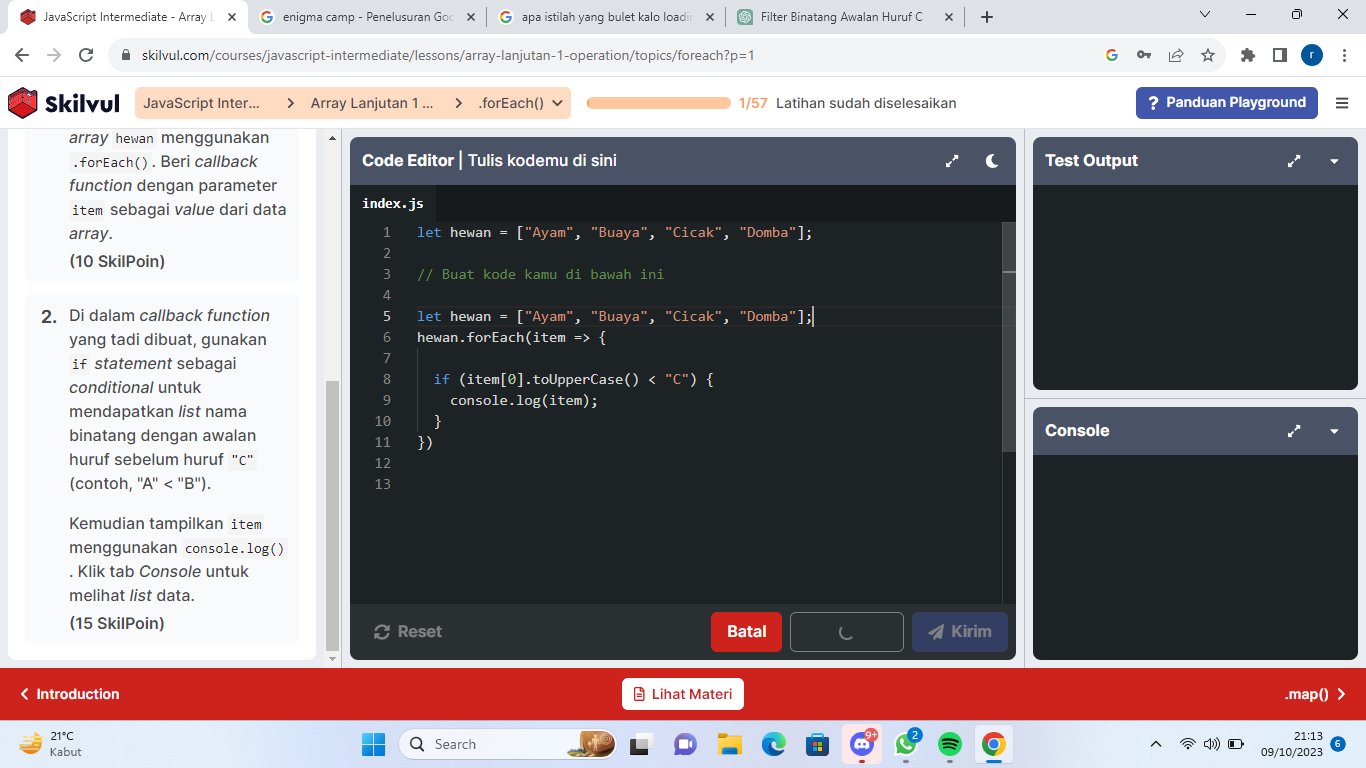 JavaScript Intermediate - Array L
enigma camp - Penelusuran Goo
apa istilah yang bulet kalo loadin
Filter Binatang Awalan Huruf C
skilvul.com/courses/javascript-intermediate/lessons/array-lanjutan-1-operation/topics/foreach?p=1
r
Skilvul
JavaScript Inter... > Array Lanjutan 1 ... > .forEach()
1/57 Latihan sudah diselesaikan
? Panduan Playground
array hewan menggunakan
.forEach(). Beri callback
function dengan parameter
item sebagai value dari data
array.
(10 SkilPoin)
2. Di dalam callback function
yang tadi dibuat, gunakan
if statement sebagai
conditional untuk
mendapatkan list nama
binatang dengan awalan
huruf sebelum huruf "C"
(contoh, "A" < "B").
Kemudian tampilkan item
menggunakan console.log()
. Klik tab Console untuk
melihat list data.
(15 SkilPoin)
Code Editor | Tulis kodemu di sini
index.js
1 let hewan = ["Ayam", "Buaya", "Cicak", "Domba"];
2
3 // Buat kode kamu di bawah ini
4
5 let hewan = ["Ayam", "Buaya", "Cicak", "Domba"];
6 hewan.forEach(item => {
7
8 if (item[0].toUpperCase() < "C") {
9 console.log(item);
10 }
11 })
12
13
Reset
Batal
Kirim
Test Output
Console
Introduction
Lihat Materi
.map()
21°C
Kabut
Search
9+
2
21:13
09/10/2023
6